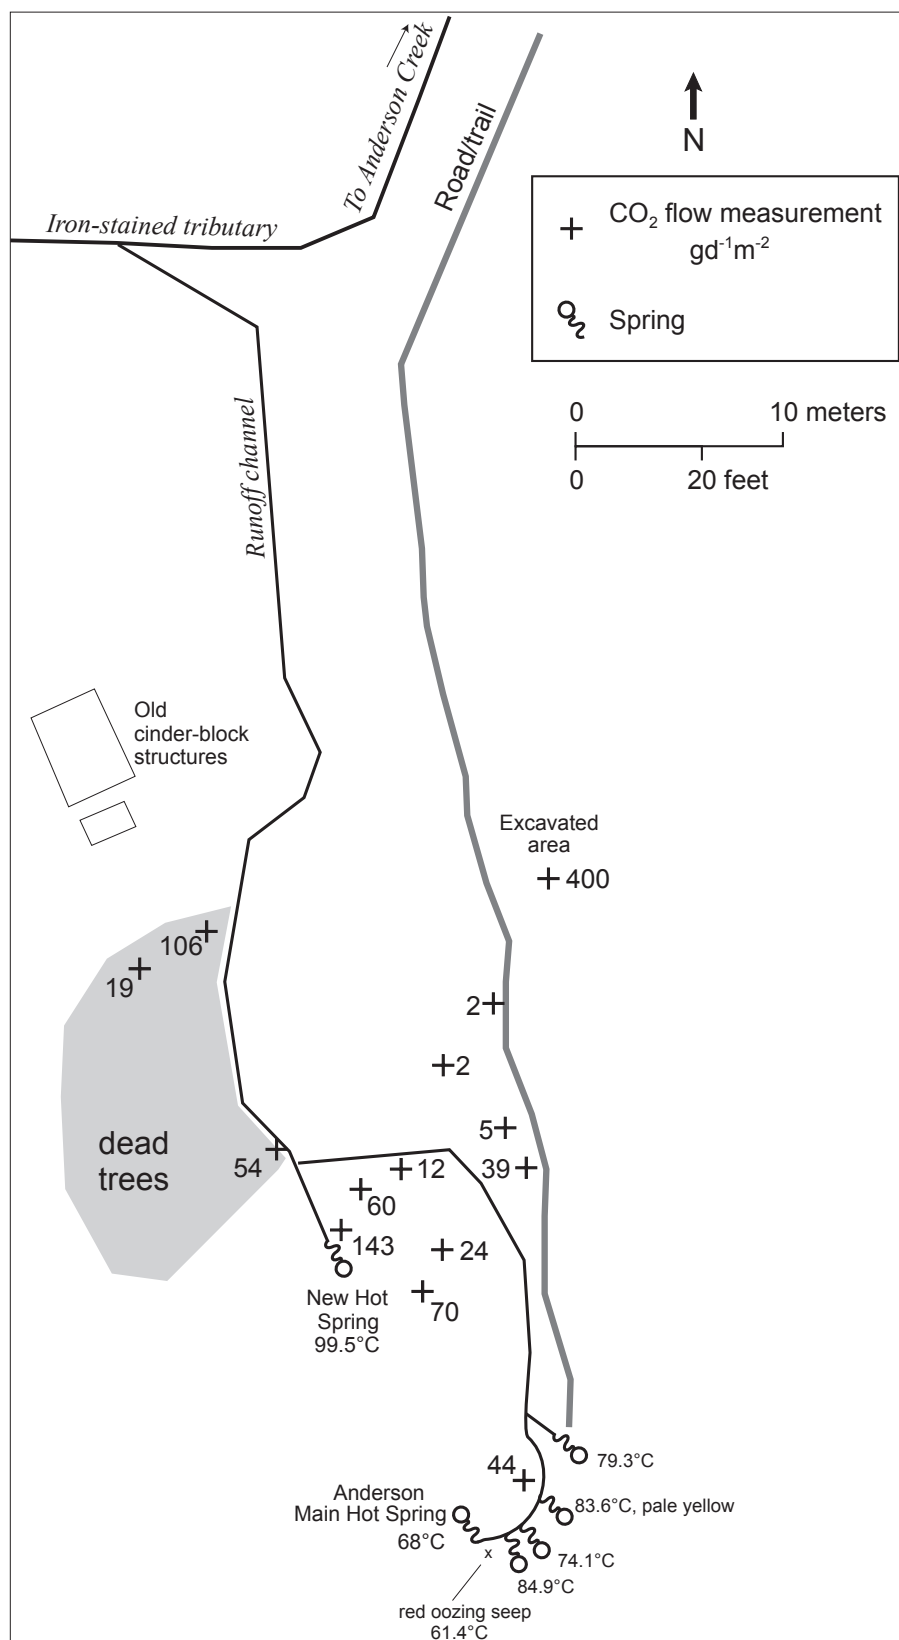 To Anderson Creek
Road/trail
N
Iron-stained tributary
CO₂ flow measurement
gd⁻¹m⁻²
Spring
0 10 meters
0 20 feet
Runoff channel
Old
cinder-block
structures
Excavated
area
400
106
19
2
2
5
dead
trees
54
39
12
60
143
24
70
New Hot
Spring
99.5°C
79.3°C
44
Anderson
Main Hot Spring
68°C
83.6°C, pale yellow
x
74.1°C
84.9°C
red oozing seep
61.4°C